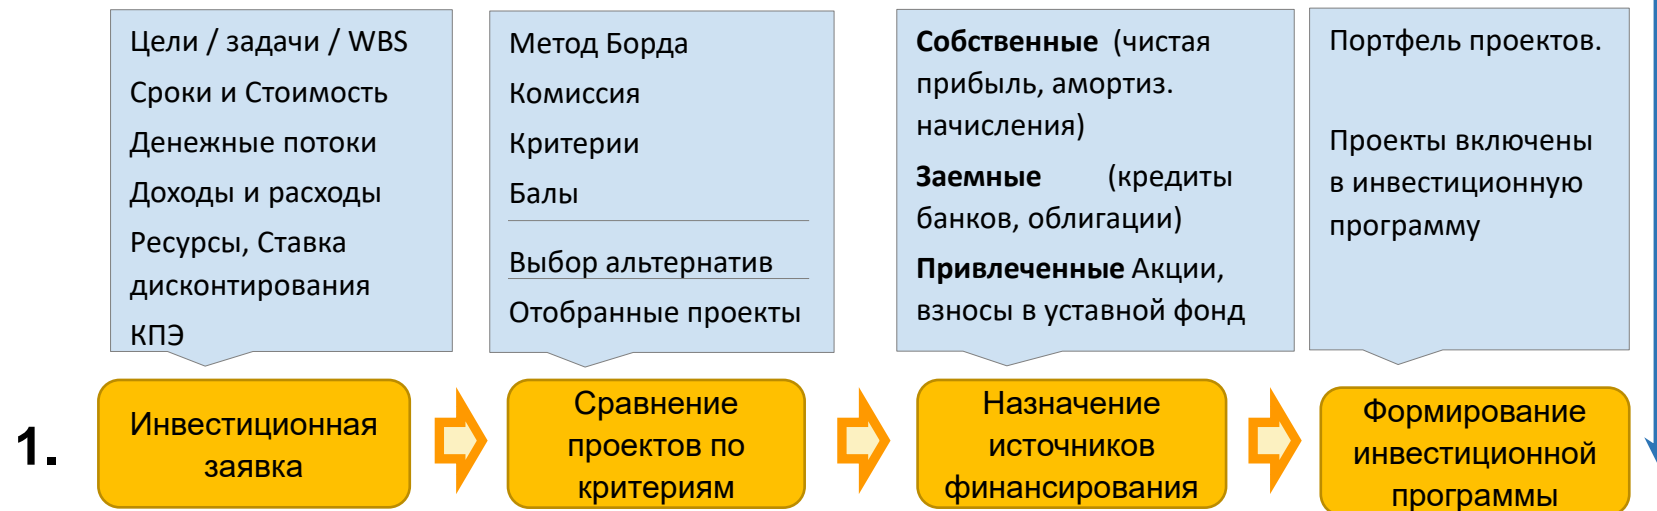 Цели / задачи / WBS
Сроки и Стоимость
Денежные потоки
Доходы и расходы
Ресурсы, Ставка
дисконтирования
КПЭ
Метод Борда
Комиссия
Критерии
Балы
Выбор альтернатив
Отобранные проекты
Собственные (чистая
прибыль, амортиз.
начисления)
Заемные (кредиты
банков, облигации)
Привлеченные Акции,
взносы в уставной фонд
Портфель проектов.
Проекты включены
в инвестиционную
программу
1.
Инвестиционная
заявка
Сравнение
проектов по
критериям
Назначение
источников
финансирования
Формирование
инвестиционной
программы